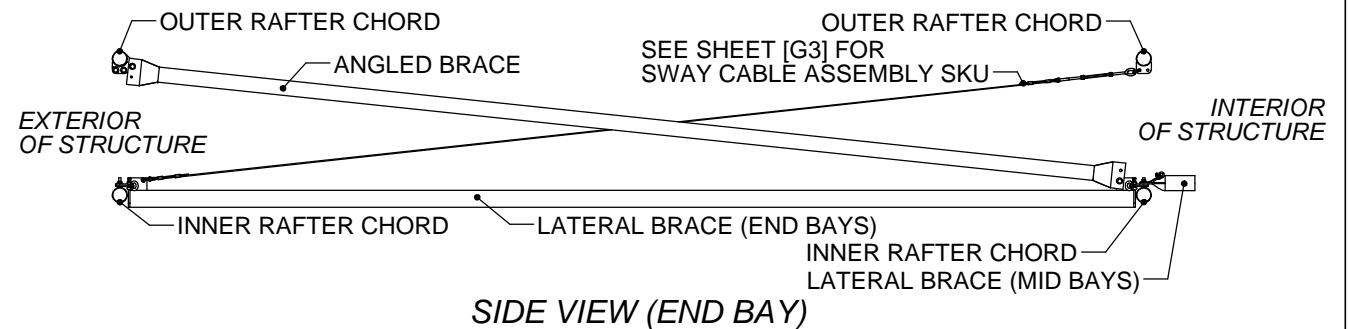 OUTER RAFTER CHORD
OUTER RAFTER CHORD
ANGLED BRACE
SEE SHEET [G3] FOR
SWAY CABLE ASSEMBLY SKU
EXTERIOR
OF STRUCTURE
INTERIOR
OF STRUCTURE
INNER RAFTER CHORD
LATERAL BRACE (END BAYS)
INNER RAFTER CHORD
LATERAL BRACE (MID BAYS)
SIDE VIEW (END BAY)